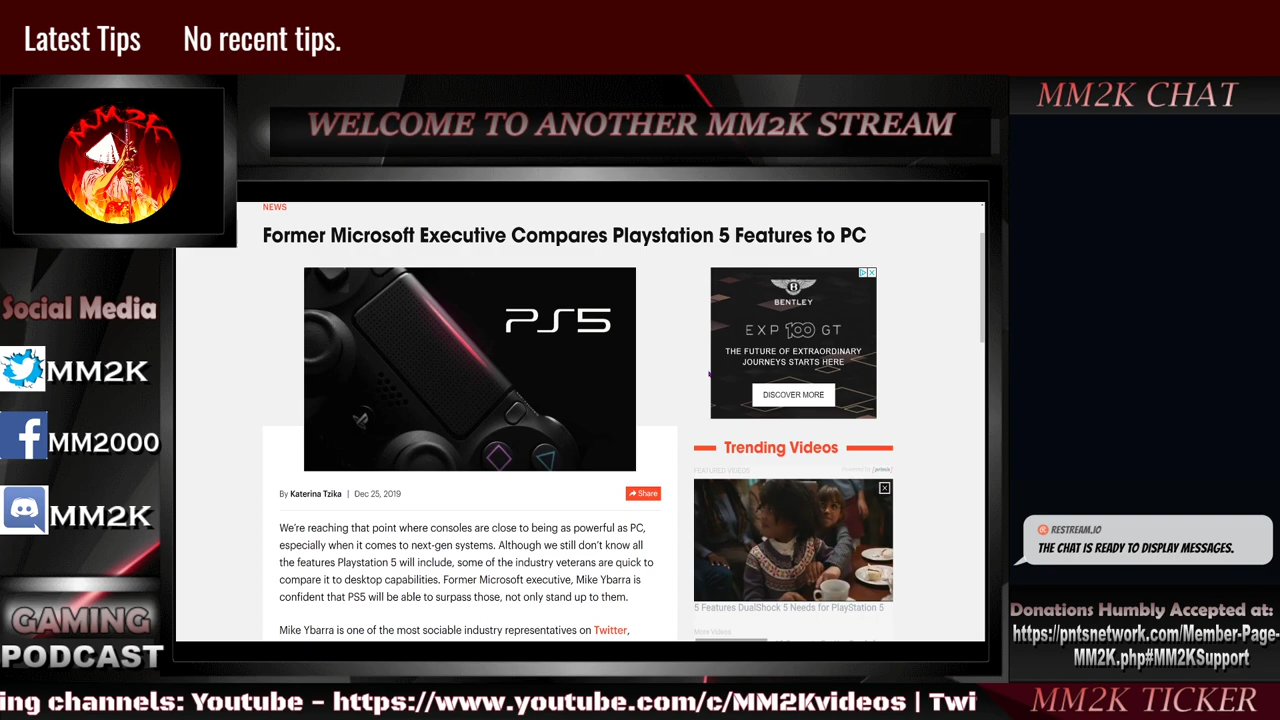 Latest Tips No recent tips.
MM2K
WELCOME TO ANOTHER MM2K STREAM
MM2K CHAT
NEWS
Former Microsoft Executive Compares Playstation 5 Features to PC
PS5
BENTLEY
EXP 100 GT
THE FUTURE OF EXTRAORDINARY
JOURNEYS STARTS HERE
DISCOVER MORE
Social Media
MM2K
MM2000
MM2K
GAMING
PODCAST
By Katerina Tzika | Dec 25, 2019
Share
We're reaching that point where consoles are close to being as powerful as PC,
especially when it comes to next-gen systems. Although we still don't know all
the features Playstation 5 will include, some of the industry veterans are quick to
compare it to desktop capabilities. Former Microsoft executive, Mike Ybarra is
confident that PS5 will be able to surpass those, not only stand up to them.
Mike Ybarra is one of the most sociable industry representatives on Twitter,
Trending Videos
FEATURED VIDEOS
5 Features DualShock 5 Needs for PlayStation 5
More Videos
RESTREAM.IO
THE CHAT IS READY TO DISPLAY MESSAGES.
Donations Humbly Accepted at:
https://pntsnetwork.com/Member-Page-
MM2K.php#MM2KSupport
ing channels: Youtube - https://www.youtube.com/c/MM2Kvideos | Twi
MM2K TICKER